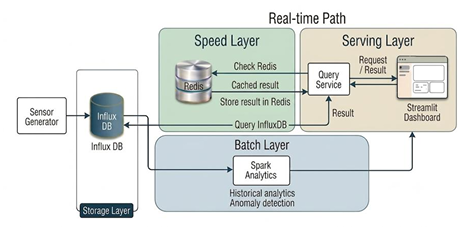 Real-time Path
Speed Layer
Serving Layer
Check Redis
Request
/ Result
Redis
Cached result
Query
Service
Store result in Redis
Streamlit
Dashboard
Sensor
Generator
Influx
DB
Influx DB
Query InfluxDB
Result
Batch Layer
Spark
Analytics
Historical analytics
Anomaly detection
Storage Layer